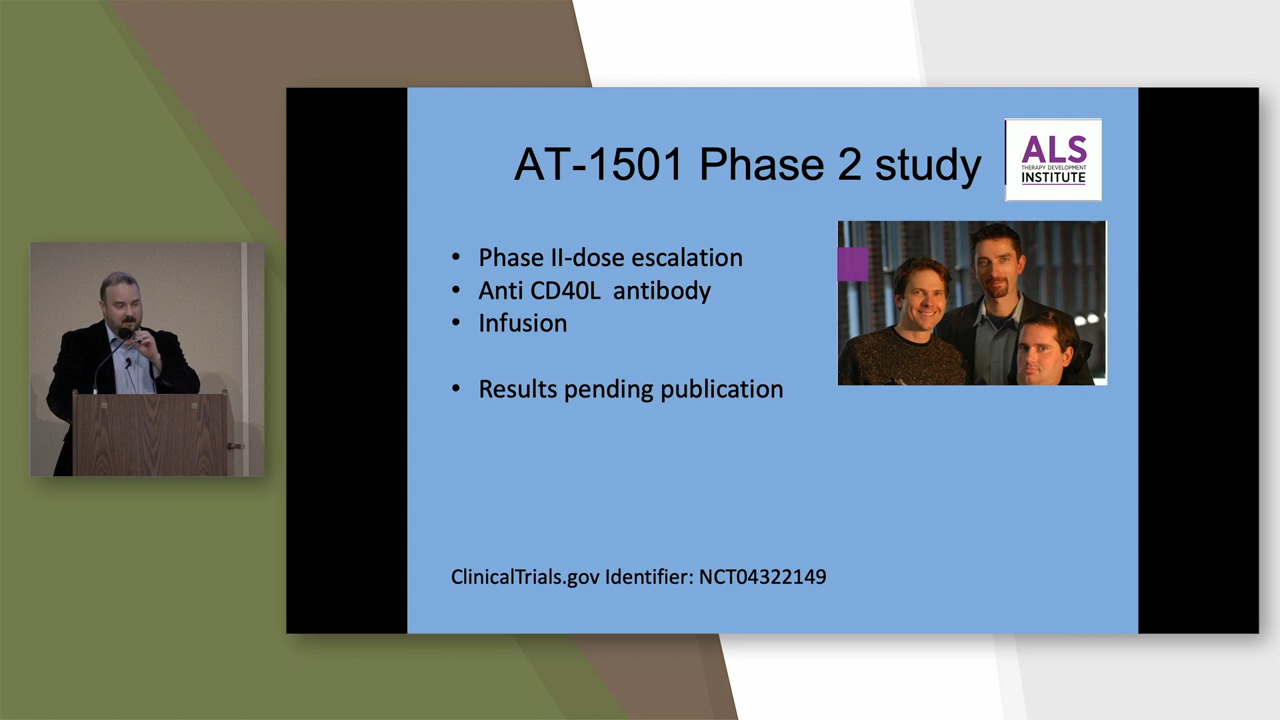 AT-1501 Phase 2 study
ALS
THERAPY DEVELOPMENT
INSTITUTE
• Phase II-dose escalation
• Anti CD40L  antibody
• Infusion
• Results pending publication
ClinicalTrials.gov Identifier: NCT04322149